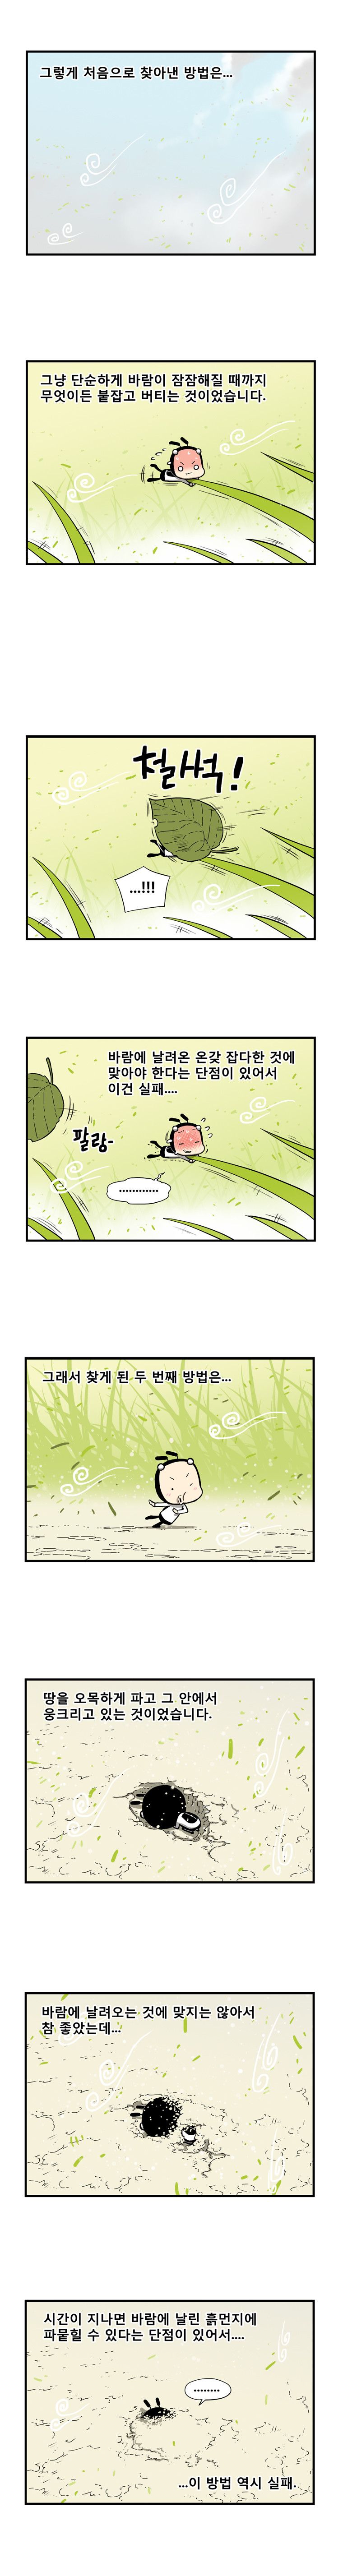 그렇게 처음으로 찾아낸 방법은...
그냥 단순하게 바람이 잠잠해질 때까지
무엇이든 붙잡고 버티는 것이었습니다.
철써억!
...!!!
바람에 날려온 온갖 잡다한 것에
맞아야 한다는 단점이 있어서
이건 실패....
팔랑-
............
그래서 찾게 된 두 번째 방법은...
땅을 오목하게 파고 그 안에서
웅크리고 있는 것이었습니다.
바람에 날려오는 것에 맞지는 않아서
참 좋았는데...
시간이 지나면 바람에 날린 흙먼지에
파묻힐 수 있다는 단점이 있어서....
........
...이 방법 역시 실패.